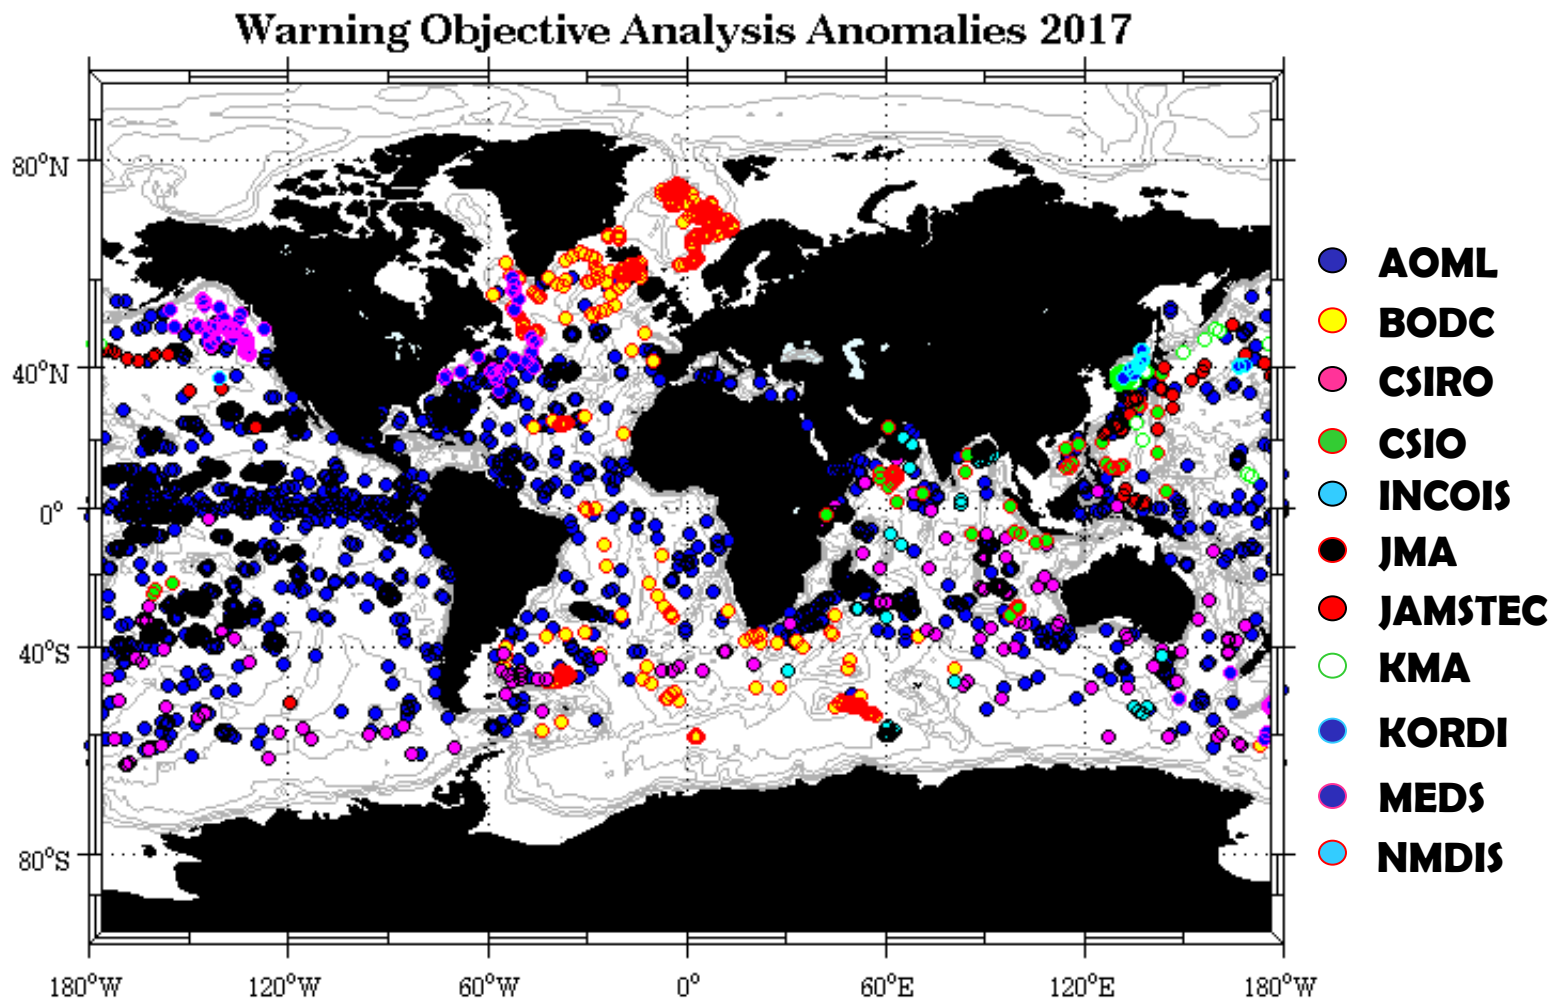 Warning Objective Analysis Anomalies 2017
80°N
40°N
0°
40°S
80°S
180°W
120°W
60°W
0°
60°E
120°E
180°W
AOML
BODC
CSIRO
CSIO
INCOIS
JMA
JAMSTEC
KMA
KORDI
MEDS
NMDIS